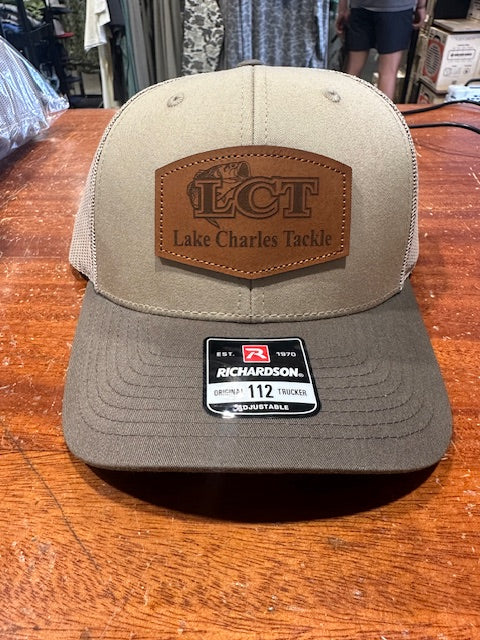 LCT
Lake Charles Tackle
EST. R 1970
RICHARDSON®
ORIGINAL 112 TRUCKER
ADJUSTABLE